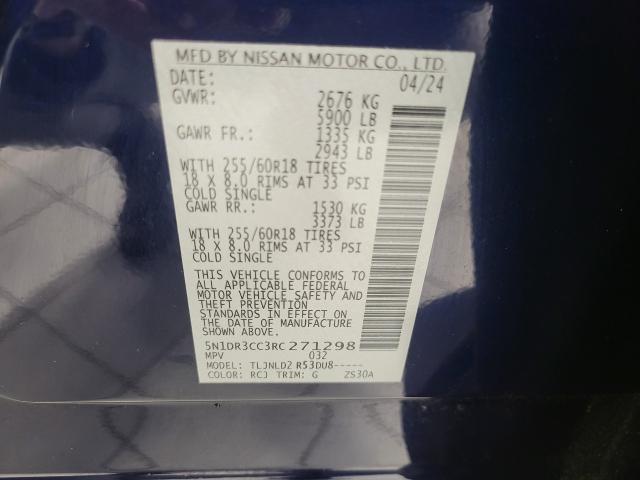 MFD BY NISSAN MOTOR CO., LTD.
DATE: 04/24
GVWR: 2676 KG
5900 LB
GAWR FR.: 1335 KG
2943 LB
WITH 255/60R18 TIRES
18 X 8.0 RIMS AT 33 PSI
COLD SINGLE
GAWR RR.: 1530 KG
3373 LB
WITH 255/60R18 TIRES
18 X 8.0 RIMS AT 33 PSI
COLD SINGLE
THIS VEHICLE CONFORMS TO
ALL APPLICABLE FEDERAL
MOTOR VEHICLE SAFETY AND
THEFT PREVENTION
STANDARDS IN EFFECT ON
THE DATE OF MANUFACTURE
SHOWN ABOVE.
5N1DR3CC3RC271298
MPV 032
MODEL: TLJNLD2 R53DU8-----
COLOR: RCJ TRIM: G ZS30A